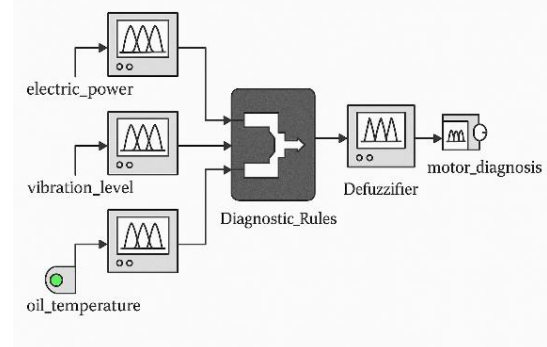 electric_power
vibration_level
oil_temperature
Diagnostic_Rules
Defuzzifier
motor_diagnosis